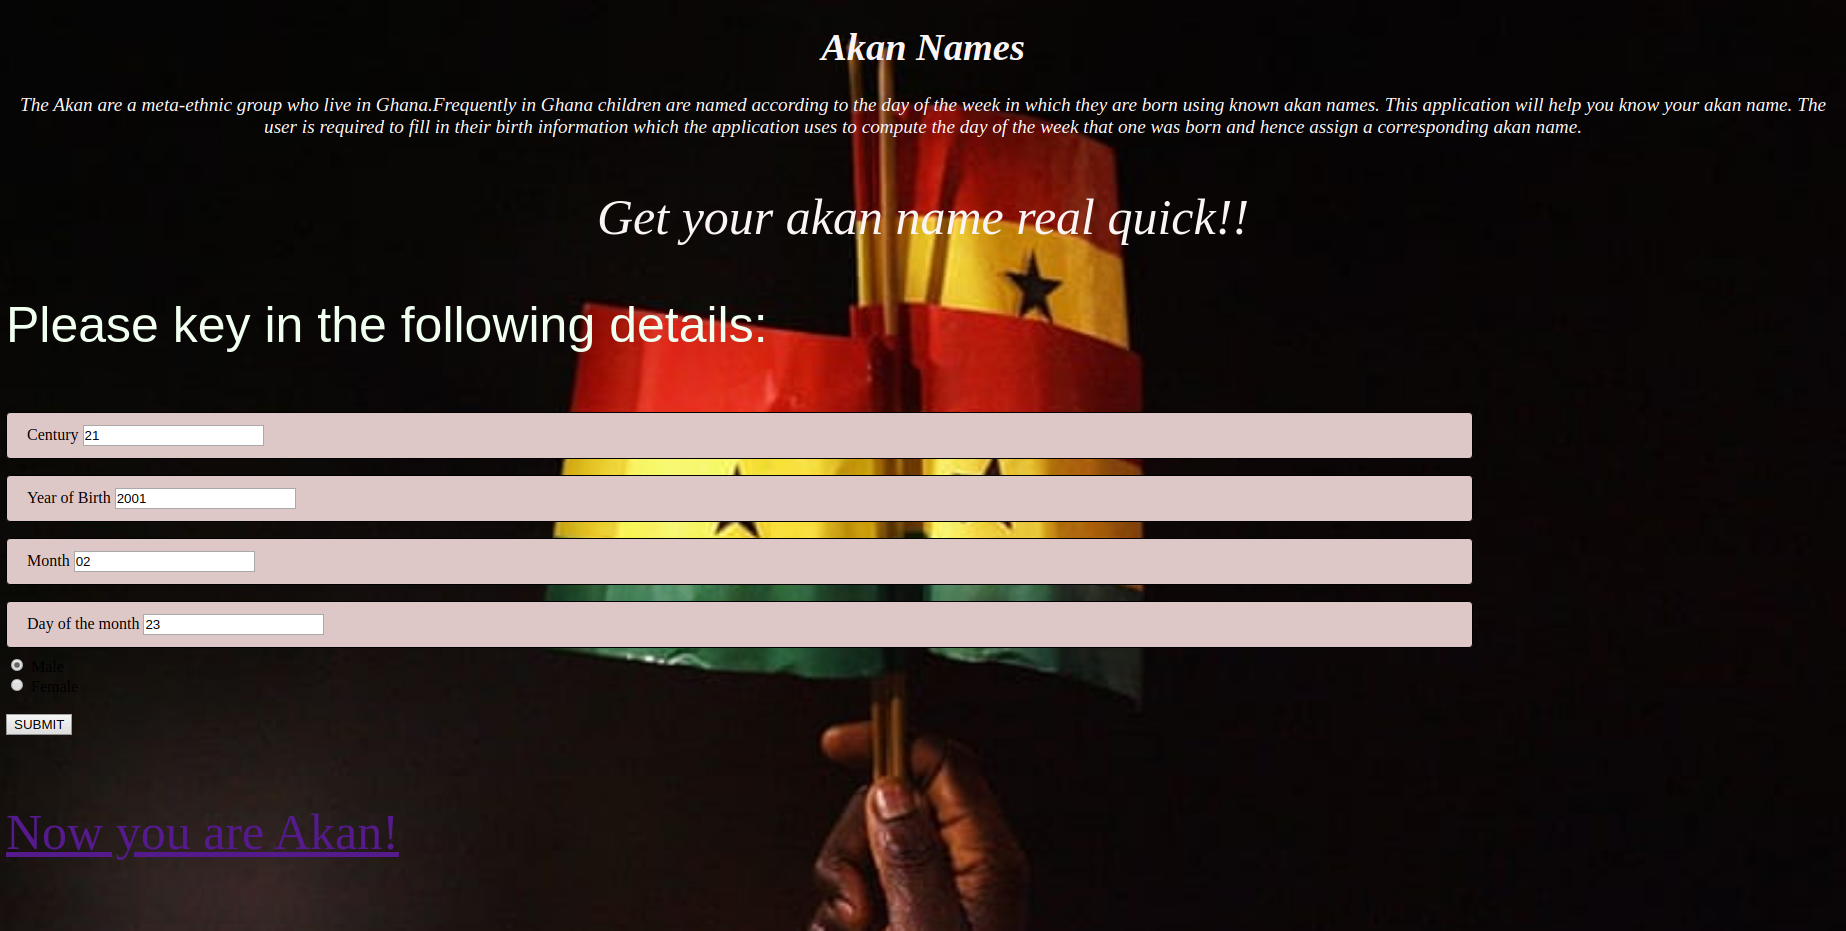 Akan Names
The Akan are a meta-ethnic group who live in Ghana.Frequently in Ghana children are named according to the day of the week in which they are born using known akan names. This application will help you know your akan name. The
user is required to fill in their birth information which the application uses to compute the day of the week that one was born and hence assign a corresponding akan name.
Get your akan name real quick!!
Please key in the following details:
Century 21
Year of Birth 2001
Month 02
Day of the month 23
Male
Female
SUBMIT
Now you are Akan!